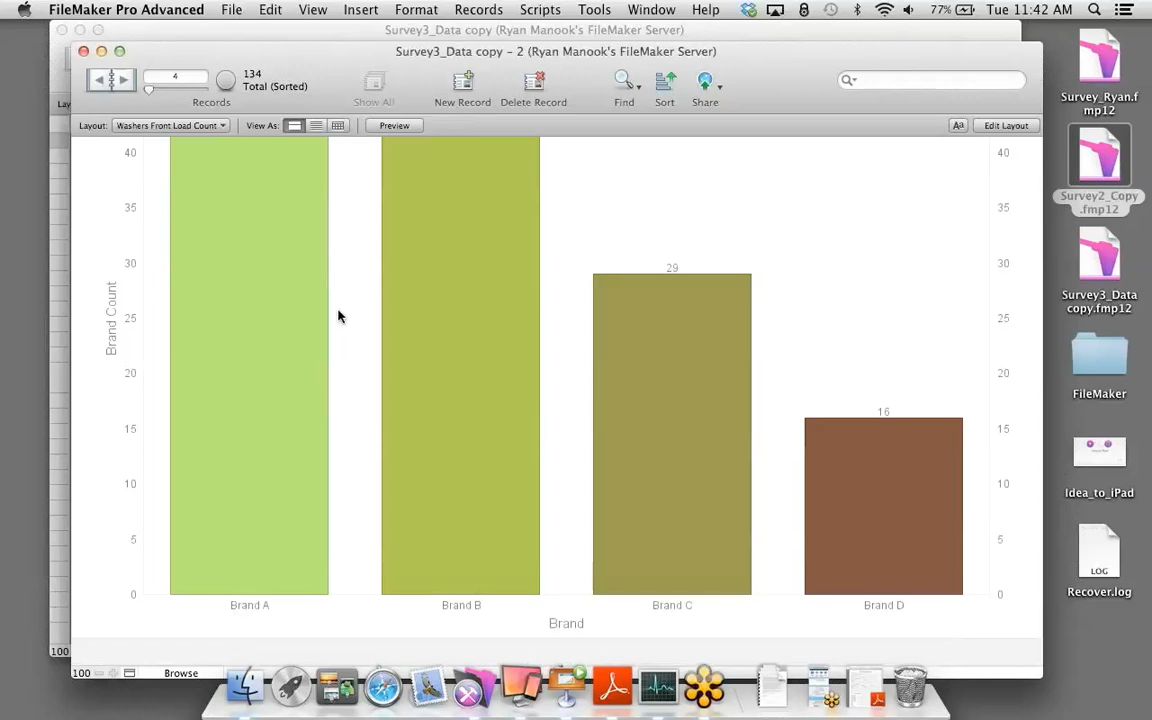 FileMaker Pro Advanced File Edit View Insert Format Records Scripts Tools Window Help 77% Tue 11:42 AM
Survey3_Data copy (Ryan Manook's FileMaker Server)
Survey3_Data copy – 2 (Ryan Manook's FileMaker Server)
4
134
Total (Sorted)
Records
Show All
New Record
Delete Record
Find
Sort
Share
Lay
Layout: Washers Front Load Count View As: Preview Aa Edit Layout
40
35
30
25
20
15
10
5
0
Brand Count
29
16
40
35
30
25
20
15
10
5
0
Brand A Brand B Brand C Brand D
Brand
100
100 Browse
Survey_Ryan.f
mp12
Survey2_Copy
.fmp12
Survey3_Data
copy.fmp12
FileMaker
Idea_to_iPad
LOG
Recover.log